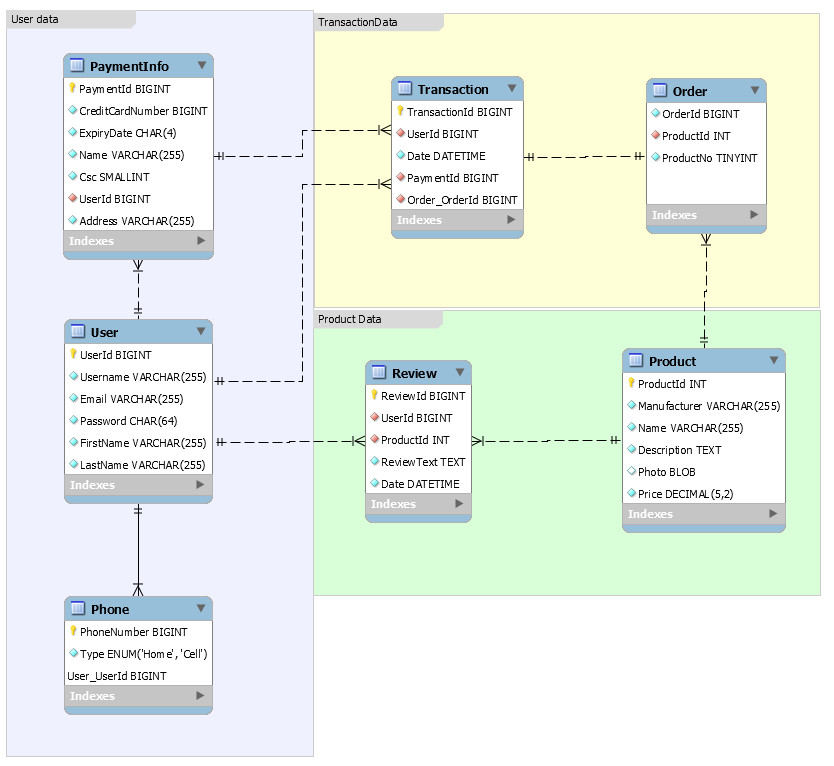 User data
PaymentInfo
PaymentId BIGINT
CreditCardNumber BIGINT
ExpiryDate CHAR(4)
Name VARCHAR(255)
Csc SMALLINT
UserId BIGINT
Address VARCHAR(255)
Indexes
User
UserId BIGINT
Username VARCHAR(255)
Email VARCHAR(255)
Password CHAR(64)
FirstName VARCHAR(255)
LastName VARCHAR(255)
Indexes
Phone
PhoneNumber BIGINT
Type ENUM('Home','Cell')
User_UserId BIGINT
Indexes
TransactionData
Transaction
TransactionId BIGINT
UserId BIGINT
Date DATETIME
PaymentId BIGINT
Order_OrderId BIGINT
Indexes
Order
OrderId BIGINT
ProductId INT
ProductNo TINYINT
Indexes
Product Data
Review
ReviewId BIGINT
UserId BIGINT
ProductId INT
ReviewText TEXT
Date DATETIME
Indexes
Product
ProductId INT
Manufacturer VARCHAR(255)
Name VARCHAR(255)
Description TEXT
Photo BLOB
Price DECIMAL(5,2)
Indexes